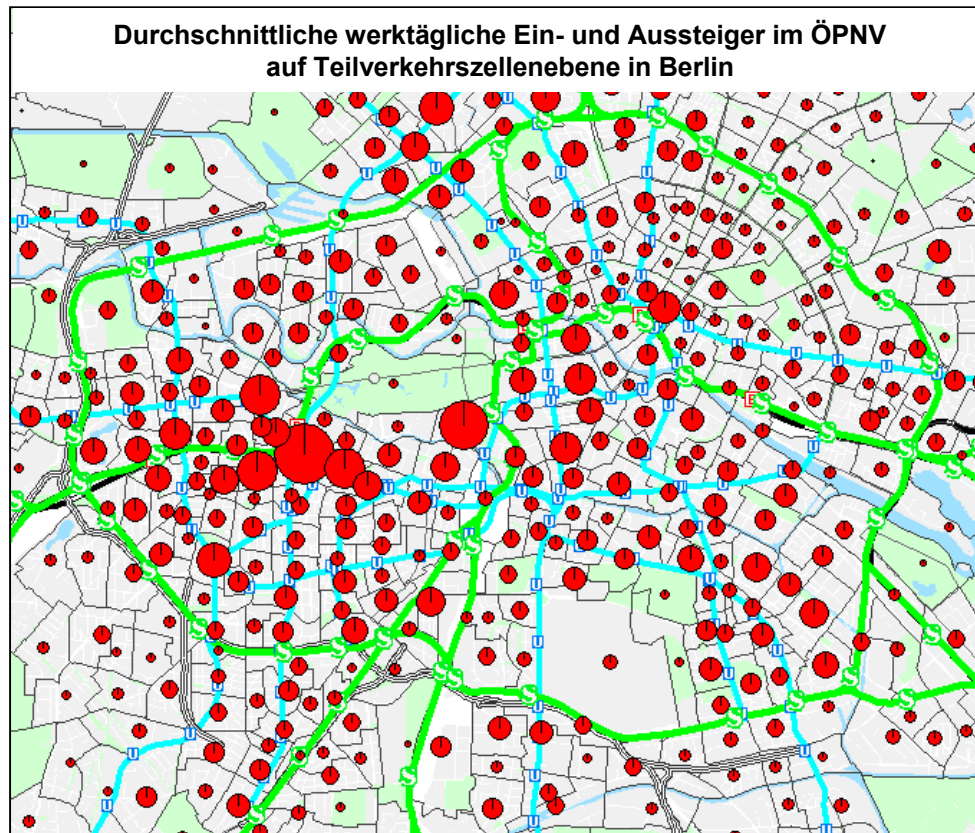 Durchschnittliche werktägliche Ein- und Aussteiger im ÖPNV
auf Teilverkehrszellenebene in Berlin